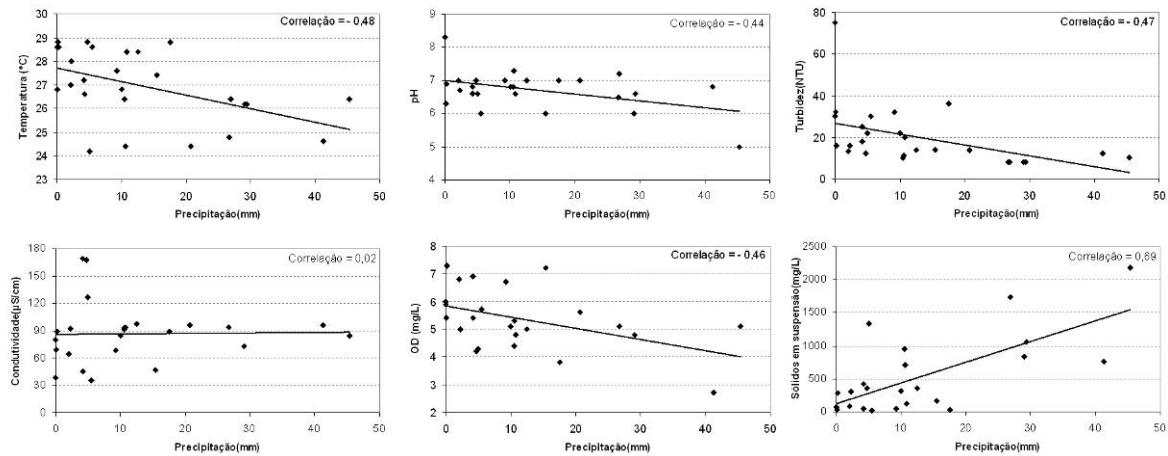 Correlação = - 0,48
Temperatura (°C)
30
29
28
27
26
25
24
23
0 10 20 30 40 50
Precipitação(mm)
Correlação = - 0,44
pH
9
8
7
6
5
4
0 10 20 30 40 50
Precipitação(mm)
Correlação = - 0,47
Turbidez(NTU)
80
60
40
20
0
0 10 20 30 40 50
Precipitação(mm)
Correlação = 0,02
Condutividade(µS/cm)
180
150
120
90
60
30
0
0 10 20 30 40 50
Precipitação(mm)
Correlação = - 0,46
OD (mg/L)
8
7
6
5
4
3
2
0 10 20 30 40 50
Precipitação(mm)
Correlação = 0,69
Sólidos em suspensão(mg/L)
2500
2000
1500
1000
500
0
0 10 20 30 40 50
Precipitação(mm)